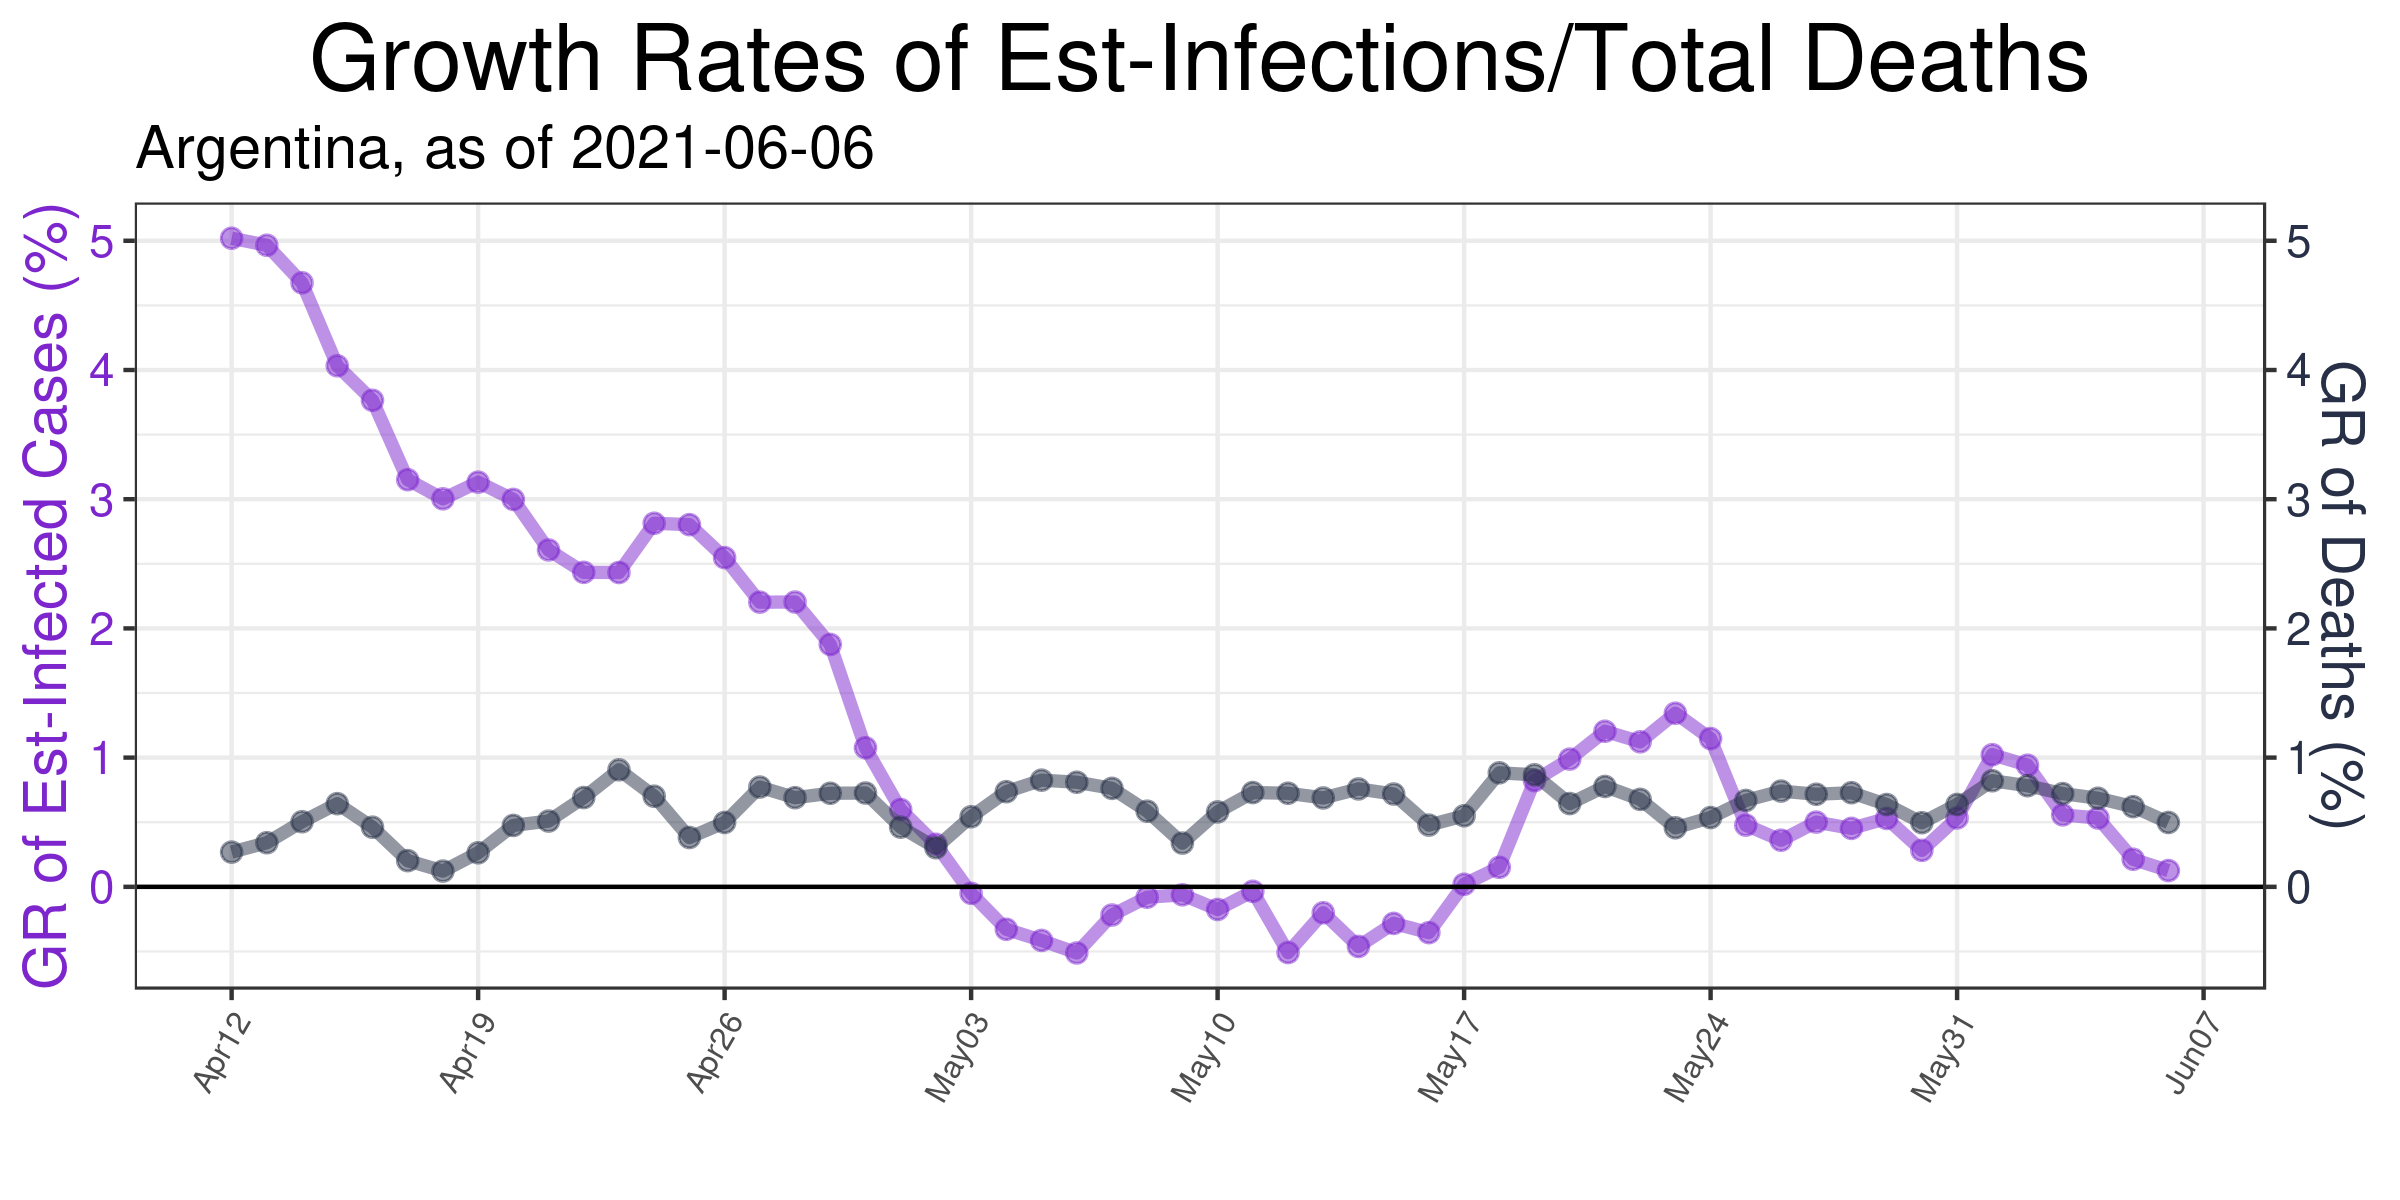 Growth Rates of Est-Infections/Total Deaths
Argentina, as of 2021-06-06
GR of Est-Infected Cases (%)
5
4
3
2
1
0
5
4
3
2
1
0
GR of Deaths (%)
Apr12
Apr19
Apr26
May03
May10
May17
May24
May31
Jun07